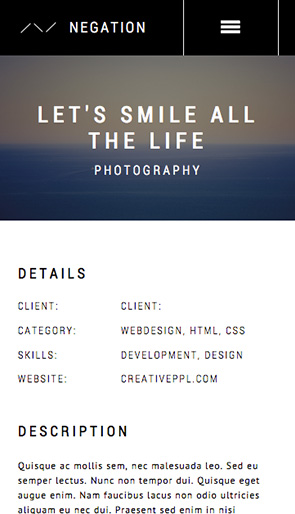 NEGATION
LET'S SMILE ALL
THE LIFE
PHOTOGRAPHY
DETAILS
CLIENT: CLIENT:
CATEGORY: WEBDESIGN, HTML, CSS
SKILLS: DEVELOPMENT, DESIGN
WEBSITE: CREATIVEPPL.COM
DESCRIPTION
Quisque ac mollis sem, nec malesuada leo. Sed eu
semper lectus. Nunc non tempor dui. Quisque eget
augue enim. Nam faucibus lacus non odio ultricies
aliquam eu nec dui. Praesent sed enim in nisi